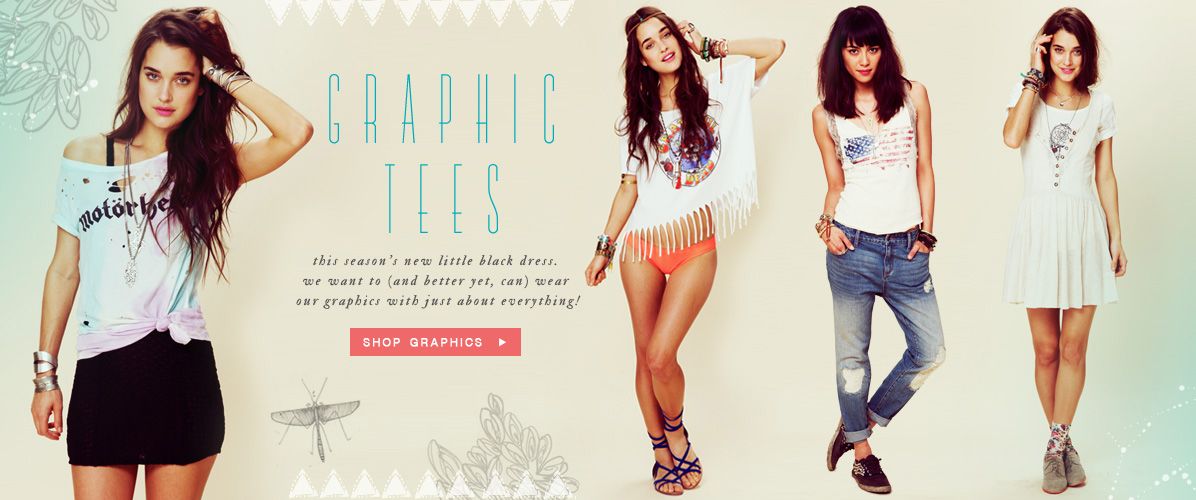 motörhe
GRAPHIC
TEES
this season's new little black dress.
we want to (and better yet, can) wear
our graphics with just about everything!
SHOP GRAPHICS